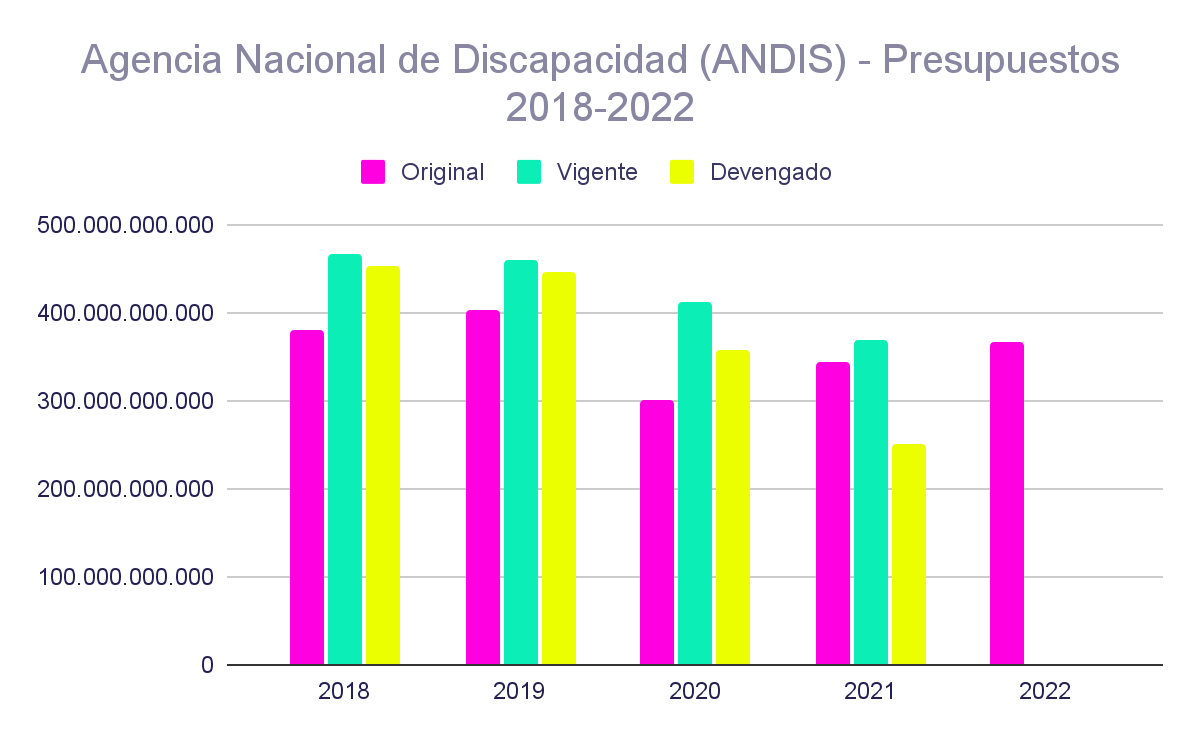 Agencia Nacional de Discapacidad (ANDIS) - Presupuestos
2018-2022
Original Vigente Devengado
500.000.000.000
400.000.000.000
300.000.000.000
200.000.000.000
100.000.000.000
0
2018 2019 2020 2021 2022